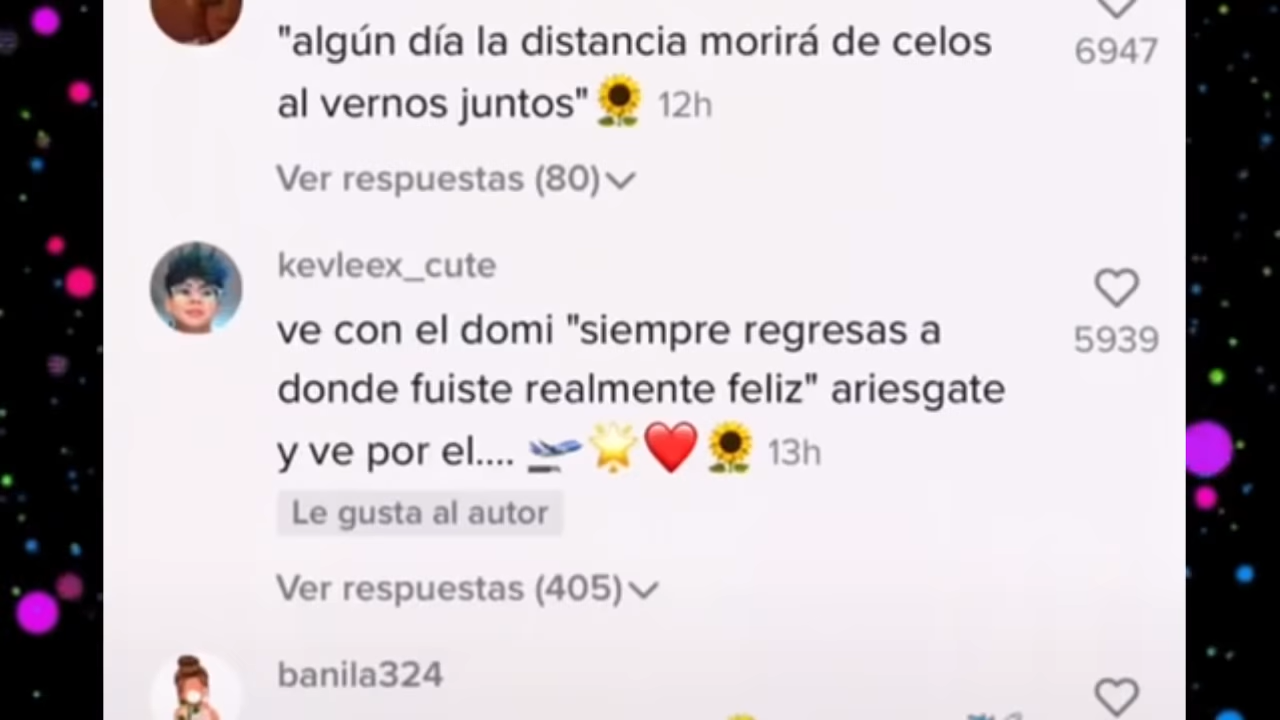 "algún día la distancia morirá de celos
6947
al vernos juntos"🌻 12h
Ver respuestas (80)
kevleex_cute
ve con el domi "siempre regresas a
5939
donde fuiste realmente feliz" ariesgate
y ve por el.... 🛫🌟❤️🌻 13h
Le gusta al autor
Ver respuestas (405)
banila324